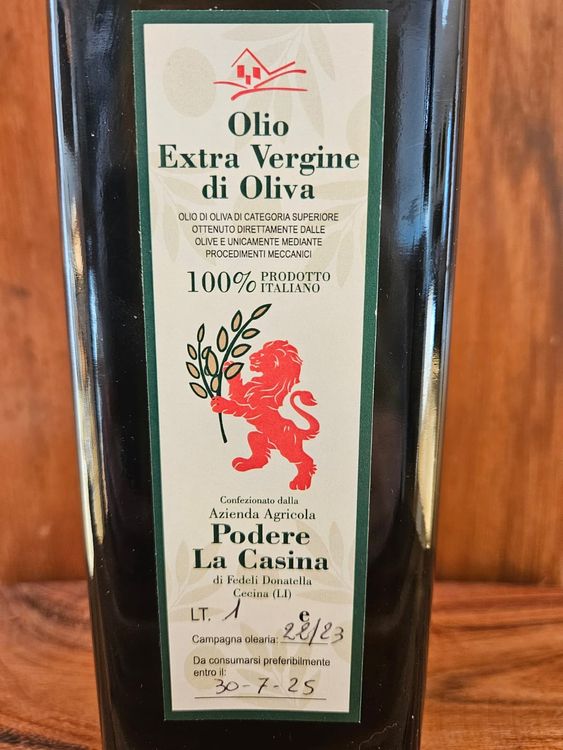 Olio
Extra Vergine
di Oliva
OLIO DI OLIVA DI CATEGORIA SUPERIORE
OTTENUTO DIRETTAMENTE DALLE
OLIVE E UNICAMENTE MEDIANTE
PROCEDIMENTI MECCANICI
100% PRODOTTO
ITALIANO
Confezionato dalla
Azienda Agricola
Podere
La Casina
di Fedeli Donatella
Cecina (LI)
LT. 1 e
Campagna olearia: 22/23
Da consumarsi preferibilmente
entro il:
30-7-25